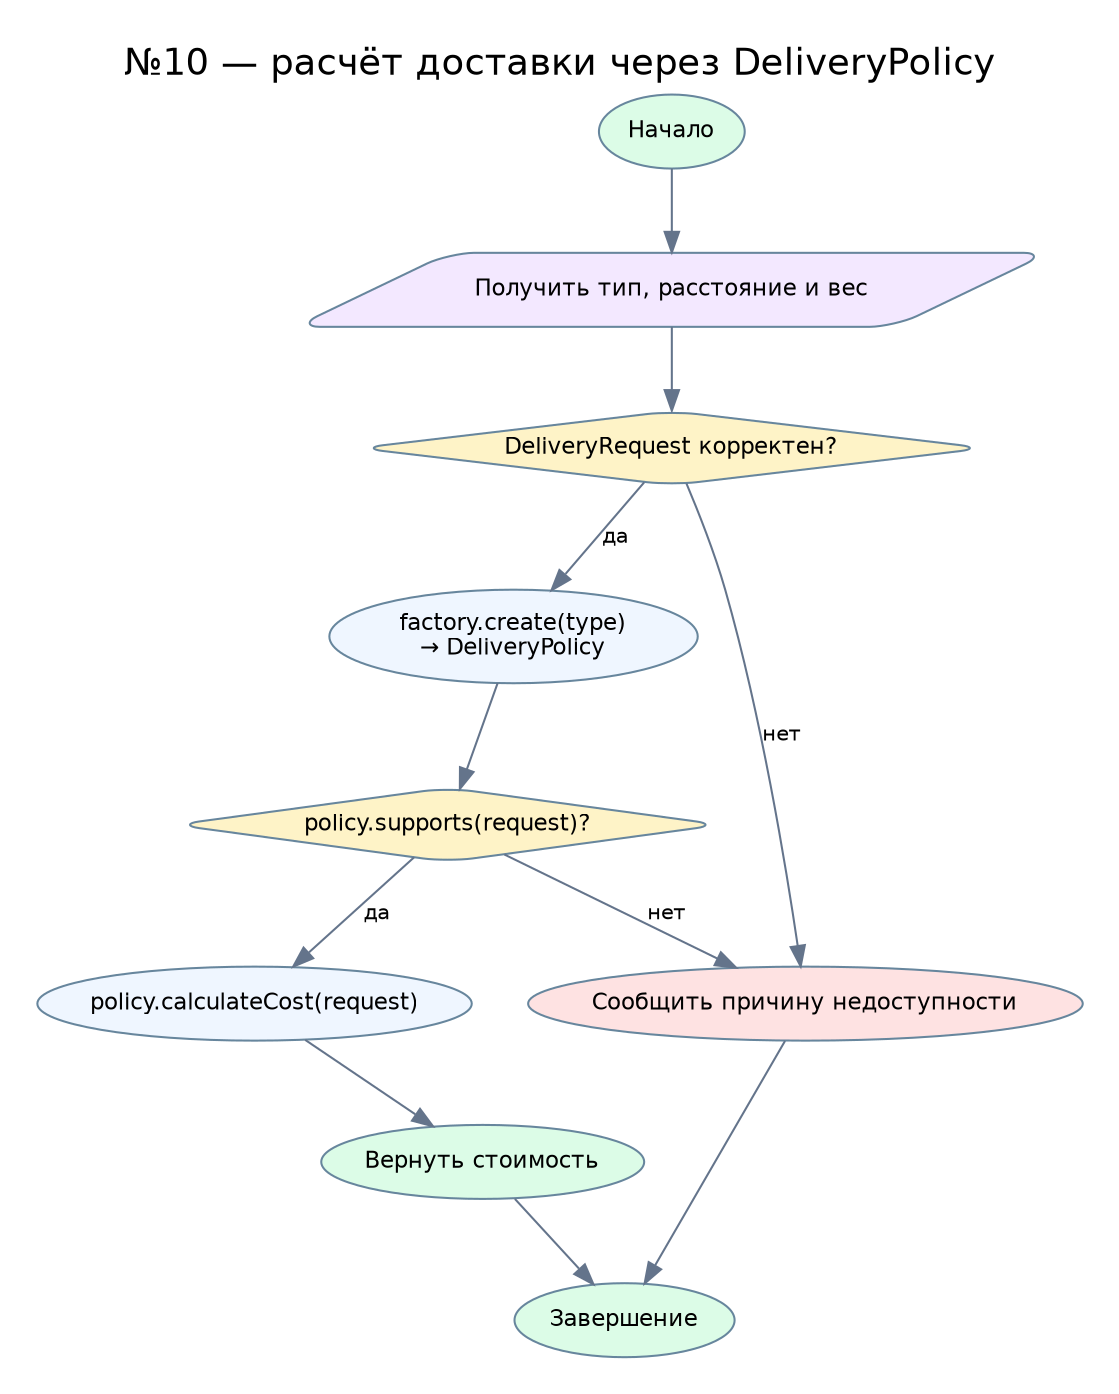 №10 — расчёт доставки через DeliveryPolicy
Начало
Получить тип, расстояние и вес
DeliveryRequest корректен?
да
factory.create(type)
→ DeliveryPolicy
нет
policy.supports(request)?
да
нет
policy.calculateCost(request)
Сообщить причину недоступности
Вернуть стоимость
Завершение